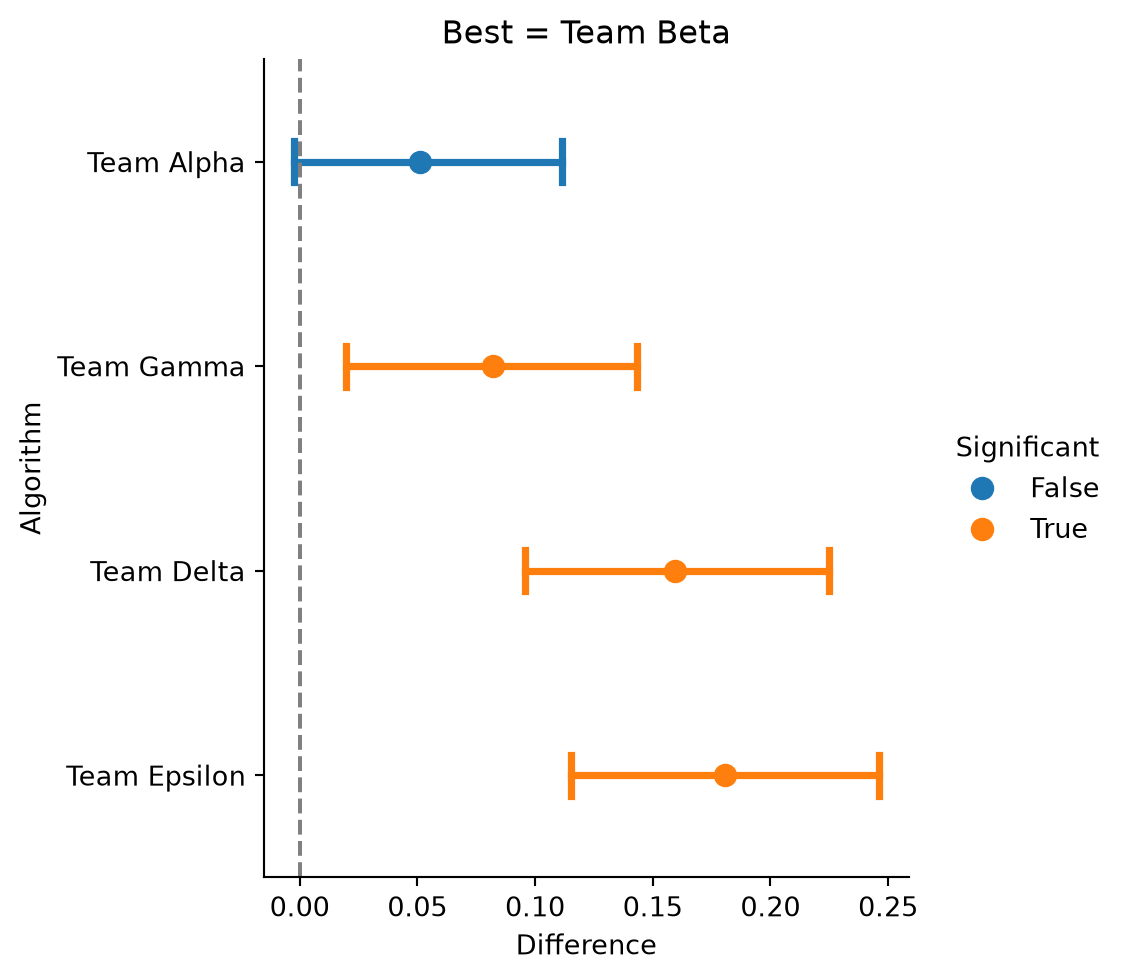 Best = Team Beta
Team Alpha
Team Gamma
Team Delta
Team Epsilon
Algorithm
0.00 0.05 0.10 0.15 0.20 0.25
Difference
Significant
False
True